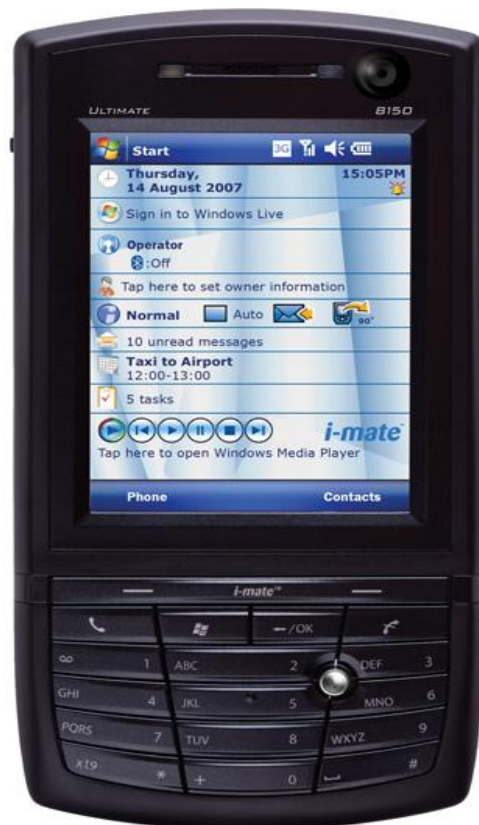 ULTIMATE 8150
Start 3G
Thursday, 15:05PM
14 August 2007
Sign in to Windows Live
Operator
:Off
Tap here to set owner information
Normal Auto 90°
10 unread messages
Taxi to Airport
12:00-13:00
5 tasks
i-mate™
Tap here to open Windows Media Player
Phone Contacts
i-mate™
/OK
1 ABC 2 DEF 3
GHI 4 JKL 5 MNO 6
PQRS 7 TUV 8 WXYZ 9
XT9 * + 0 #